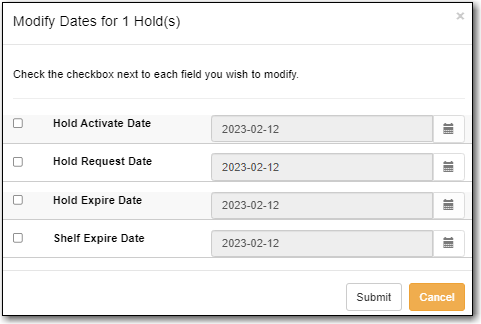 Modify Dates for 1 Hold(s)
×
Check the checkbox next to each field you wish to modify.
Hold Activate Date 2023-02-12
Hold Request Date 2023-02-12
Hold Expire Date 2023-02-12
Shelf Expire Date 2023-02-12
Submit Cancel